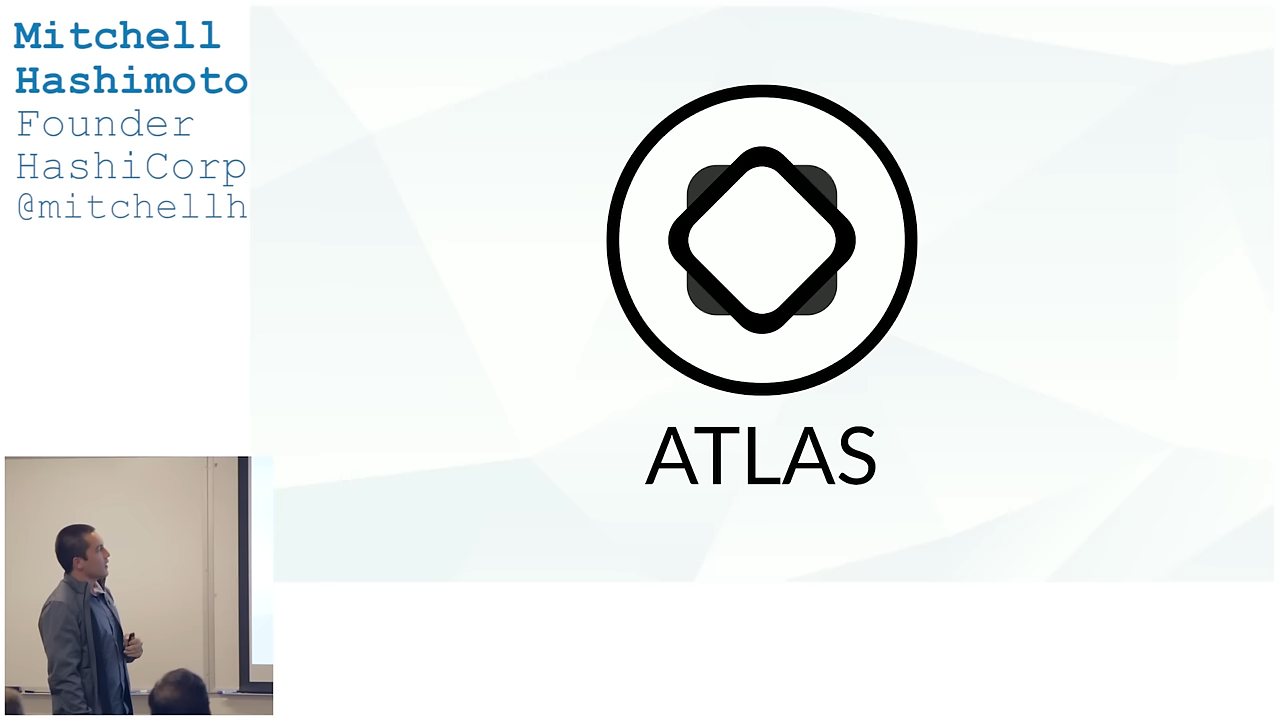 Mitchell
Hashimoto
Founder
HashiCorp
@mitchellh
ATLAS